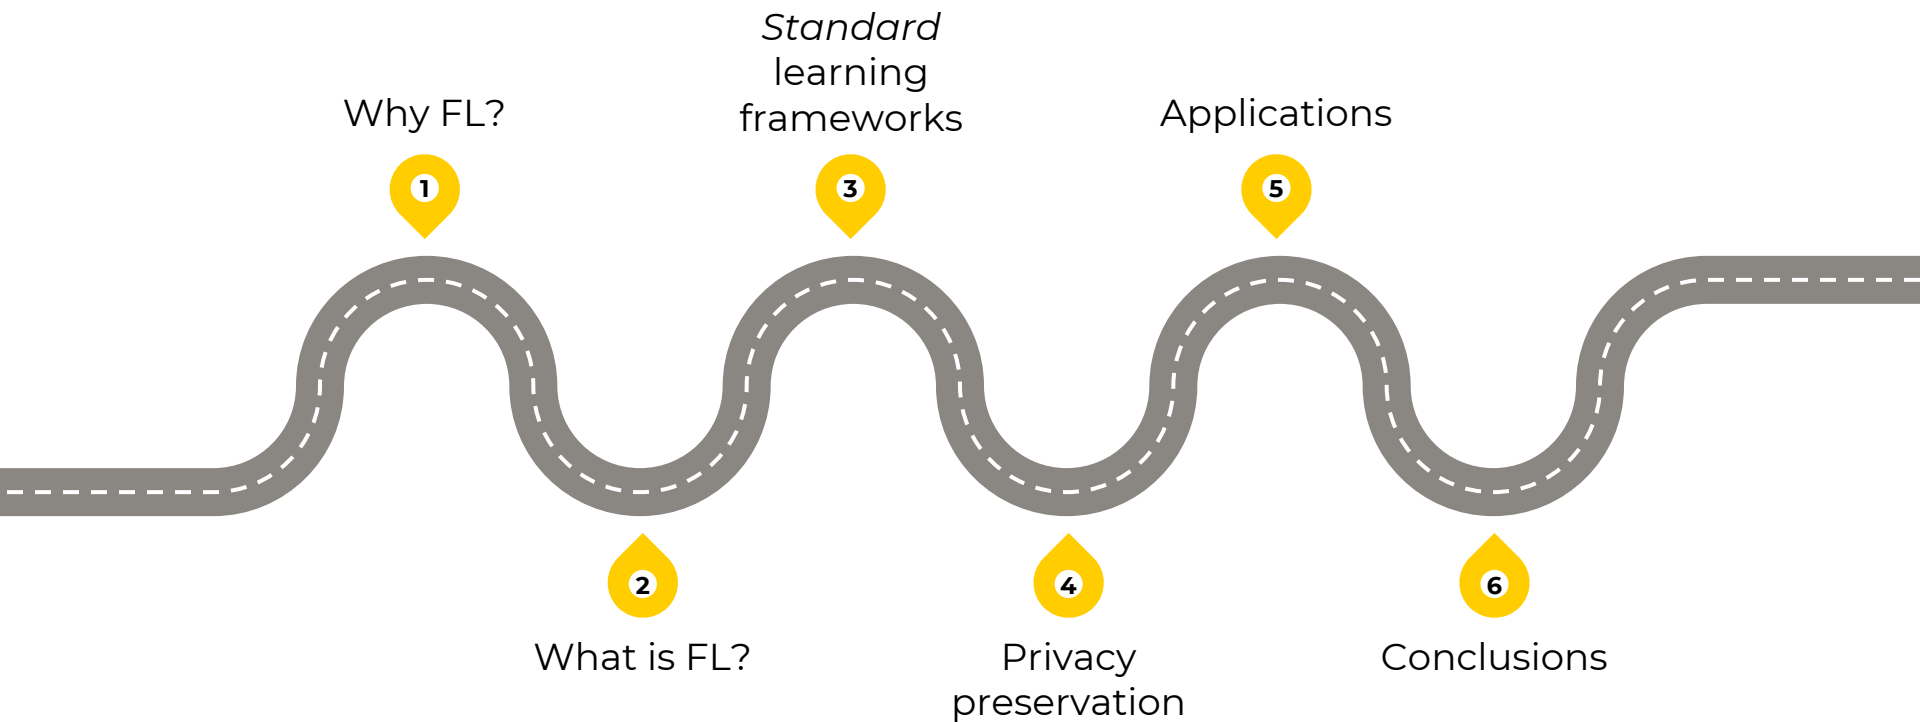 Why FL?
1
What is FL?
2
Standard
learning
frameworks
3
Privacy
preservation
4
Applications
5
Conclusions
6